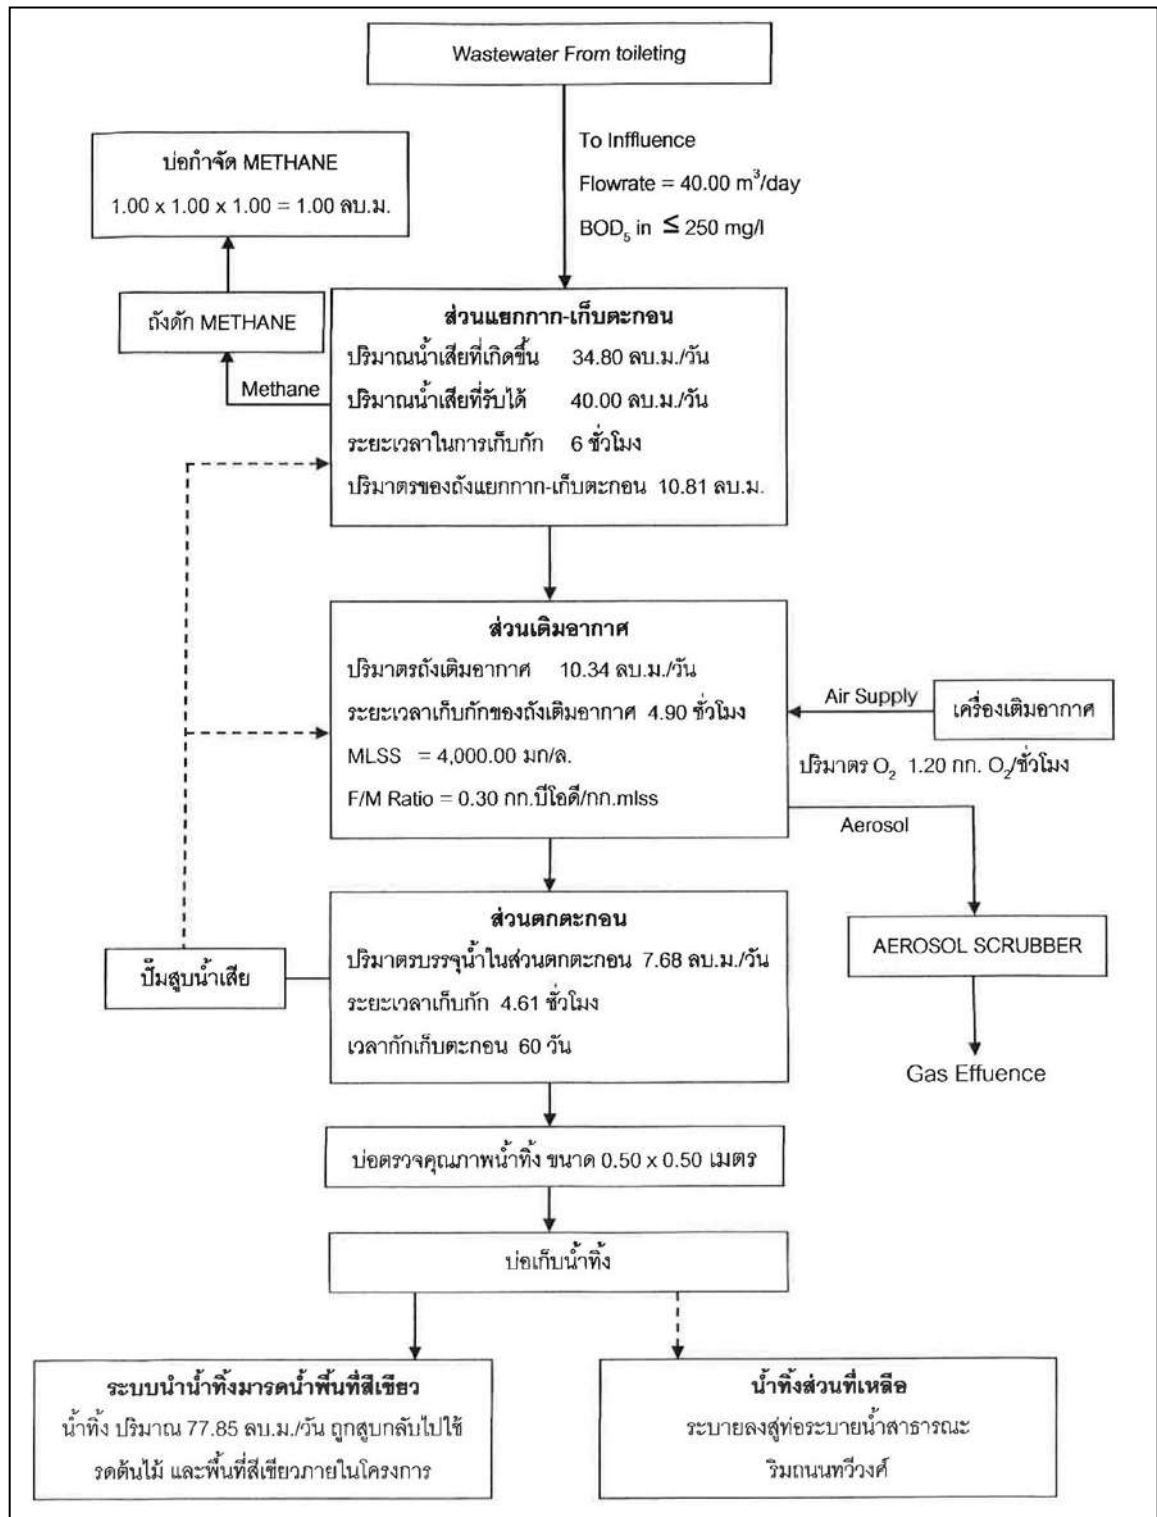 Wastewater From toileting
To Inffluence
Flowrate = 40.00 m³/day
BOD₅ in ≤ 250 mg/l
บ่อกำจัด METHANE
1.00 x 1.00 x 1.00 = 1.00 ลบ.ม.
ถังดัก METHANE
Methane
ส่วนแยกกาก-เก็บตะกอน
ปริมาณน้ำเสียที่เกิดขึ้น 34.80 ลบ.ม./วัน
ปริมาณน้ำเสียที่รับได้ 40.00 ลบ.ม./วัน
ระยะเวลาในการเก็บกัก 6 ชั่วโมง
ปริมาตรของถังแยกกาก-เก็บตะกอน 10.81 ลบ.ม.
ส่วนเติมอากาศ
ปริมาตรถังเติมอากาศ 10.34 ลบ.ม./วัน
ระยะเวลาเก็บกักของถังเติมอากาศ 4.90 ชั่วโมง
MLSS = 4,000.00 มก/ล.
F/M Ratio = 0.30 กก.บีโอดี/กก.mlss
Air Supply
เครื่องเติมอากาศ
ปริมาตร O₂ 1.20 กก. O₂/ชั่วโมง
Aerosol
AEROSOL SCRUBBER
Gas Effuence
ส่วนตกตะกอน
ปริมาตรบรรจุน้ำในส่วนตกตะกอน 7.68 ลบ.ม./วัน
ระยะเวลาเก็บกัก 4.61 ชั่วโมง
เวลากักเก็บตะกอน 60 วัน
ปั๊มสูบน้ำเสีย
บ่อตรวจคุณภาพน้ำทิ้ง ขนาด 0.50 x 0.50 เมตร
บ่อเก็บน้ำทิ้ง
ระบบนำน้ำทิ้งมารดน้ำพื้นที่สีเขียว
น้ำทิ้ง ปริมาณ 77.85 ลบ.ม./วัน ถูกสูบกลับไปใช้
รดต้นไม้ และพื้นที่สีเขียวภายในโครงการ
น้ำทิ้งส่วนที่เหลือ
ระบายลงสู่ท่อระบายน้ำสาธารณะ
ริมถนนทวีวงศ์